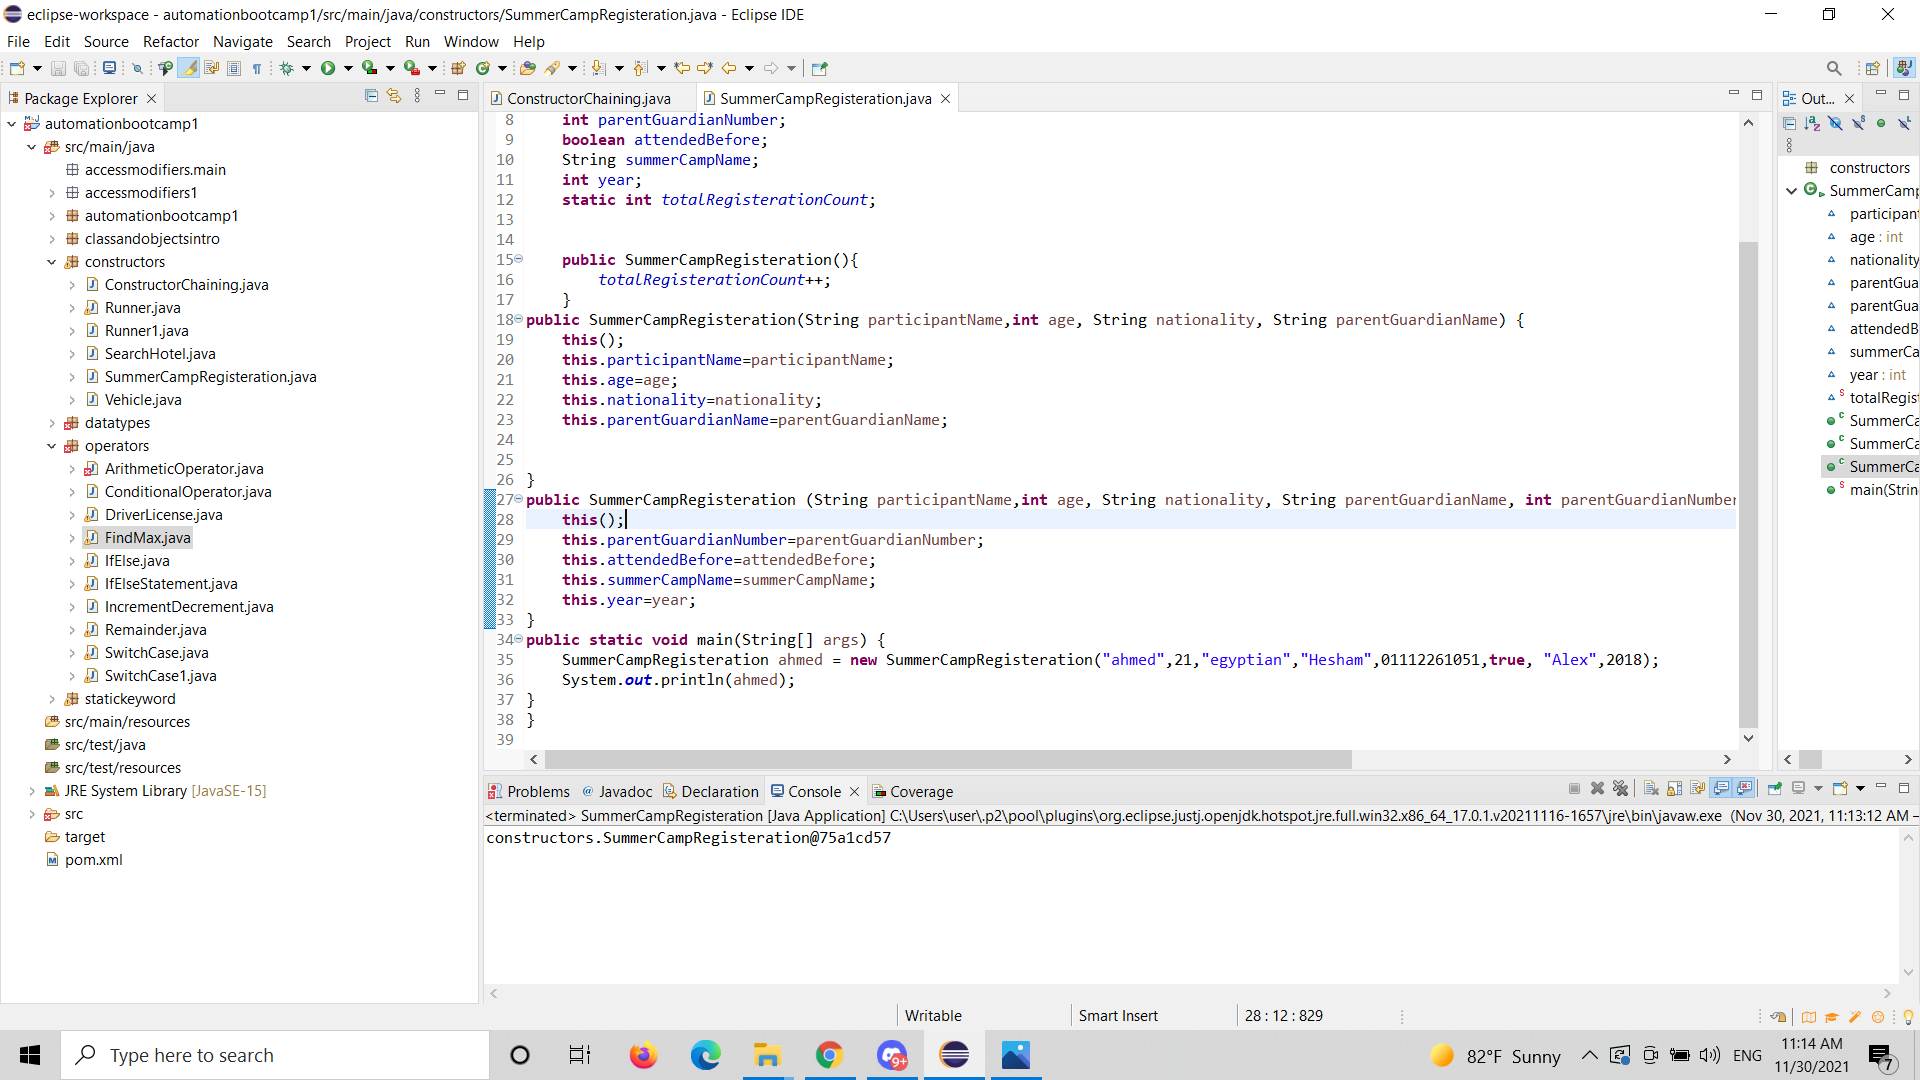 eclipse-workspace - automationbootcamp1/src/main/java/constructors/SummerCampRegisteration.java - Eclipse IDE
File Edit Source Refactor Navigate Search Project Run Window Help
Package Explorer
automationbootcamp1
src/main/java
accessmodifiers.main
accessmodifiers1
automationbootcamp1
classandobjectsintro
constructors
ConstructorChaining.java
Runner.java
Runner1.java
SearchHotel.java
SummerCampRegisteration.java
Vehicle.java
datatypes
operators
ArithmeticOperator.java
ConditionalOperator.java
DriverLicense.java
FindMax.java
IfElse.java
IfElseStatement.java
IncrementDecrement.java
Remainder.java
SwitchCase.java
SwitchCase1.java
statickeyword
src/main/resources
src/test/java
src/test/resources
JRE System Library [JavaSE-15]
src
target
pom.xml
ConstructorChaining.java SummerCampRegisteration.java
8 int parentGuardianNumber;
9 boolean attendedBefore;
10 String summerCampName;
11 int year;
12 static int totalRegisterationCount;
13
14
15 public SummerCampRegisteration(){
16 totalRegisterationCount++;
17 }
18 public SummerCampRegisteration(String participantName,int age, String nationality, String parentGuardianName) {
19 this();
20 this.participantName=participantName;
21 this.age=age;
22 this.nationality=nationality;
23 this.parentGuardianName=parentGuardianName;
24
25
26 }
27 public SummerCampRegisteration (String participantName,int age, String nationality, String parentGuardianName, int parentGuardianNumber
28 this();
29 this.parentGuardianNumber=parentGuardianNumber;
30 this.attendedBefore=attendedBefore;
31 this.summerCampName=summerCampName;
32 this.year=year;
33 }
34 public static void main(String[] args) {
35 SummerCampRegisteration ahmed = new SummerCampRegisteration("ahmed",21,"egyptian","Hesham",01112261051,true, "Alex",2018);
36 System.out.println(ahmed);
37 }
38 }
39
Out...
constructors
SummerCamp
participant
age : int
nationality
parentGua
parentGua
attendedB
summerCa
year : int
totalRegist
SummerCa
SummerCa
SummerCa
main(Strin
Problems @ Javadoc Declaration Console Coverage
<terminated> SummerCampRegisteration [Java Application] C:\Users\user\.p2\pool\plugins\org.eclipse.justj.openjdk.hotspot.jre.full.win32.x86_64_17.0.1.v20211116-1657\jre\bin\javaw.exe (Nov 30, 2021, 11:13:12 AM –
constructors.SummerCampRegisteration@75a1cd57
Writable Smart Insert 28 : 12 : 829
Type here to search
9+
82°F Sunny
ENG
11:14 AM
11/30/2021
7